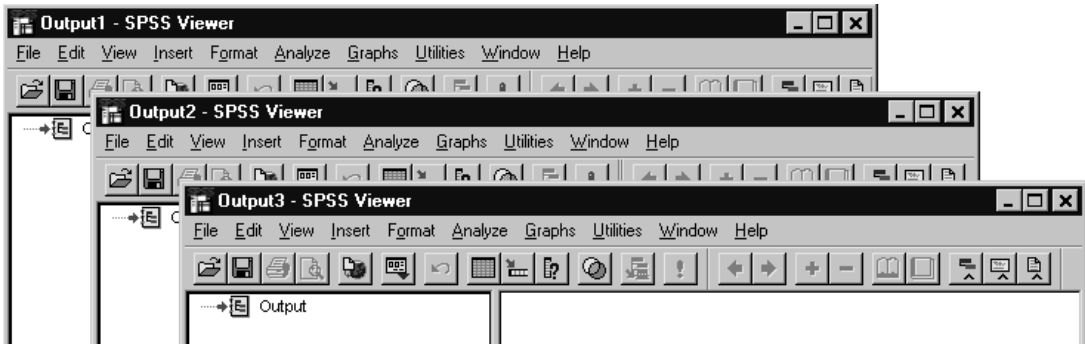 Output1 - SPSS Viewer
File Edit View Insert Format Analyze Graphs Utilities Window Help
Output2 - SPSS Viewer
File Edit View Insert Format Analyze Graphs Utilities Window Help
Output3 - SPSS Viewer
File Edit View Insert Format Analyze Graphs Utilities Window Help
Output